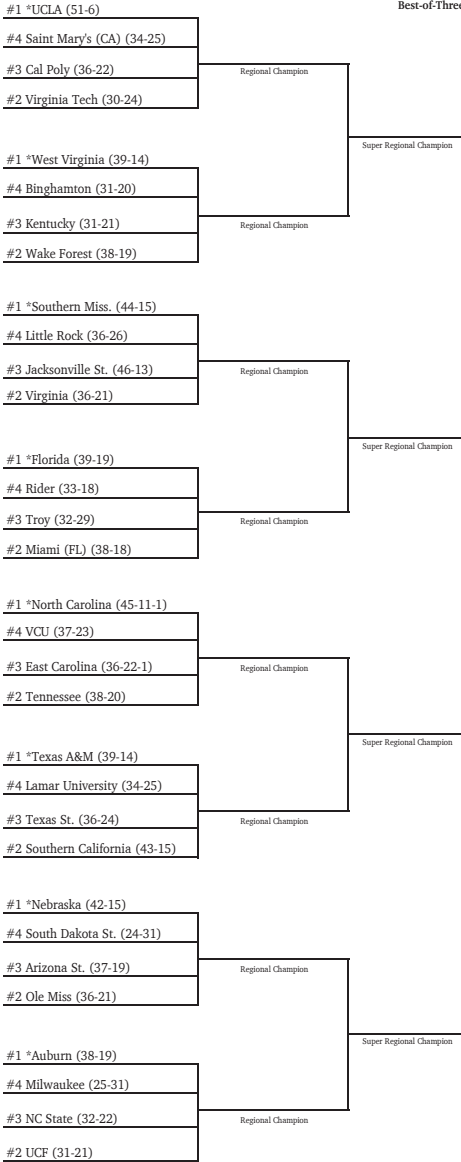 Best-of-Three
#1 *UCLA (51-6)
#4 Saint Mary's (CA) (34-25)
#3 Cal Poly (36-22)
Regional Champion
#2 Virginia Tech (30-24)
Super Regional Champion
#1 *West Virginia (39-14)
#4 Binghamton (31-20)
#3 Kentucky (31-21)
Regional Champion
#2 Wake Forest (38-19)
#1 *Southern Miss. (44-15)
#4 Little Rock (36-26)
#3 Jacksonville St. (46-13)
Regional Champion
#2 Virginia (36-21)
Super Regional Champion
#1 *Florida (39-19)
#4 Rider (33-18)
#3 Troy (32-29)
Regional Champion
#2 Miami (FL) (38-18)
#1 *North Carolina (45-11-1)
#4 VCU (37-23)
#3 East Carolina (36-22-1)
Regional Champion
#2 Tennessee (38-20)
Super Regional Champion
#1 *Texas A&M (39-14)
#4 Lamar University (34-25)
#3 Texas St. (36-24)
Regional Champion
#2 Southern California (43-15)
#1 *Nebraska (42-15)
#4 South Dakota St. (24-31)
#3 Arizona St. (37-19)
Regional Champion
#2 Ole Miss (36-21)
Super Regional Champion
#1 *Auburn (38-19)
#4 Milwaukee (25-31)
#3 NC State (32-22)
Regional Champion
#2 UCF (31-21)